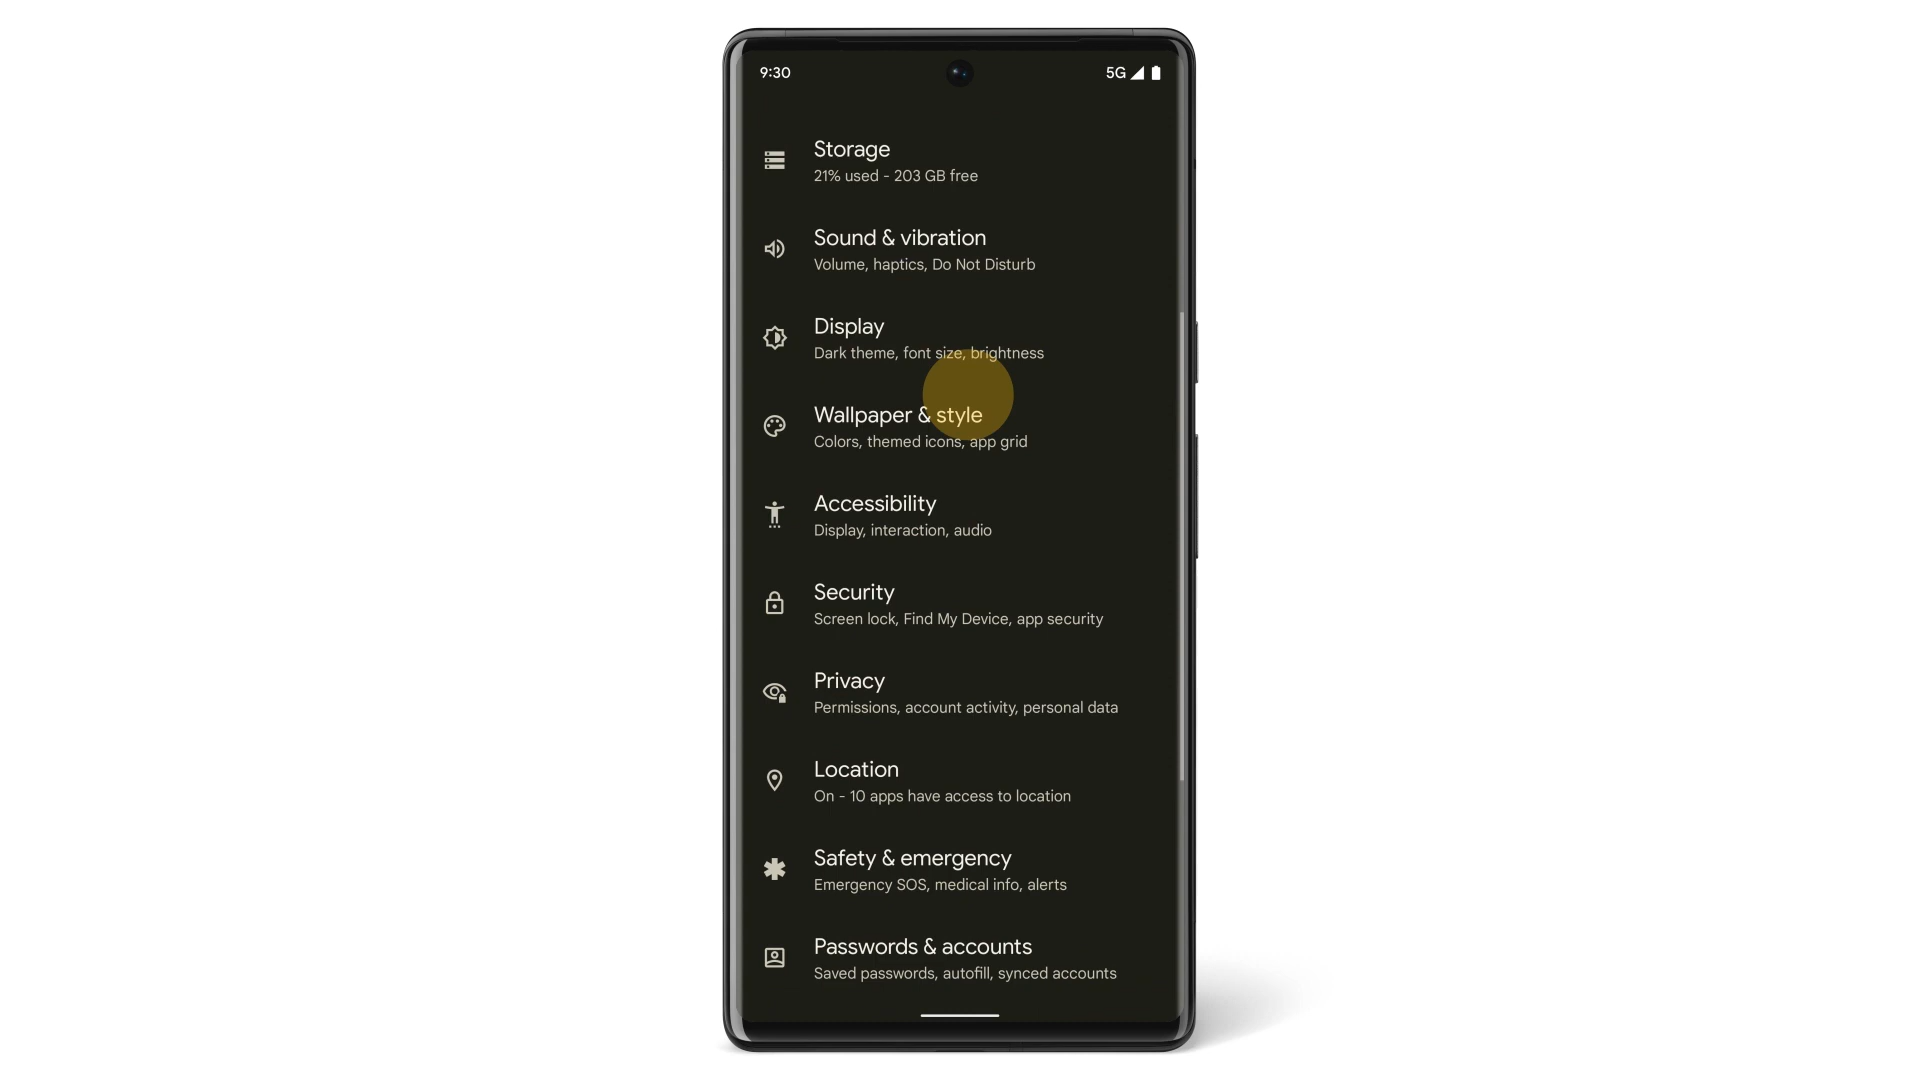 9:30
5G
Storage
21% used - 203 GB free
Sound & vibration
Volume, haptics, Do Not Disturb
Display
Dark theme, font size, brightness
Wallpaper & style
Colors, themed icons, app grid
Accessibility
Display, interaction, audio
Security
Screen lock, Find My Device, app security
Privacy
Permissions, account activity, personal data
Location
On - 10 apps have access to location
Safety & emergency
Emergency SOS, medical info, alerts
Passwords & accounts
Saved passwords, autofill, synced accounts